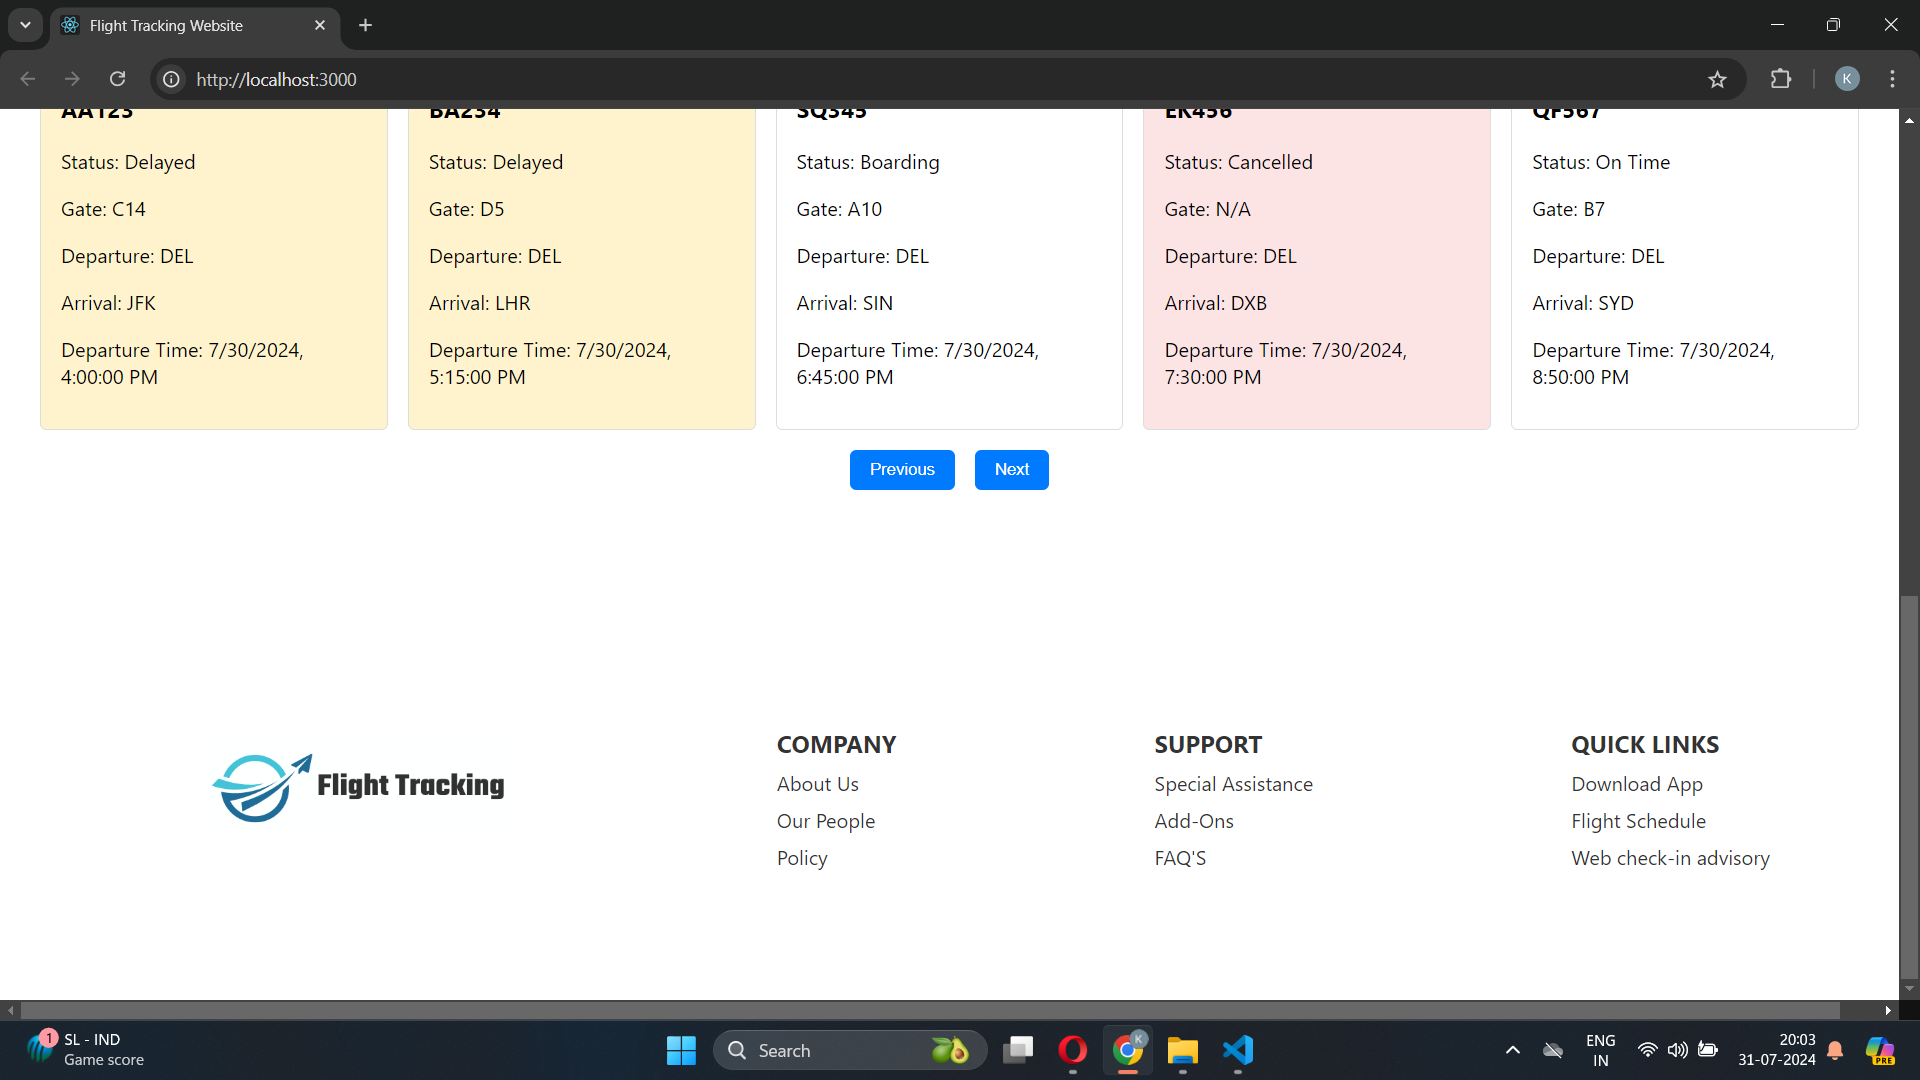 Flight Tracking Website
http://localhost:3000
K
AA123
BA234
SQ345
EK456
QF567
Status: Delayed
Status: Delayed
Status: Boarding
Status: Cancelled
Status: On Time
Gate: C14
Gate: D5
Gate: A10
Gate: N/A
Gate: B7
Departure: DEL
Departure: DEL
Departure: DEL
Departure: DEL
Departure: DEL
Arrival: JFK
Arrival: LHR
Arrival: SIN
Arrival: DXB
Arrival: SYD
Departure Time: 7/30/2024,
4:00:00 PM
Departure Time: 7/30/2024,
5:15:00 PM
Departure Time: 7/30/2024,
6:45:00 PM
Departure Time: 7/30/2024,
7:30:00 PM
Departure Time: 7/30/2024,
8:50:00 PM
Previous
Next
Flight Tracking
COMPANY
About Us
Our People
Policy
SUPPORT
Special Assistance
Add-Ons
FAQ'S
QUICK LINKS
Download App
Flight Schedule
Web check-in advisory
1
SL - IND
Game score
Search
K
ENG
IN
20:03
31-07-2024
PRE